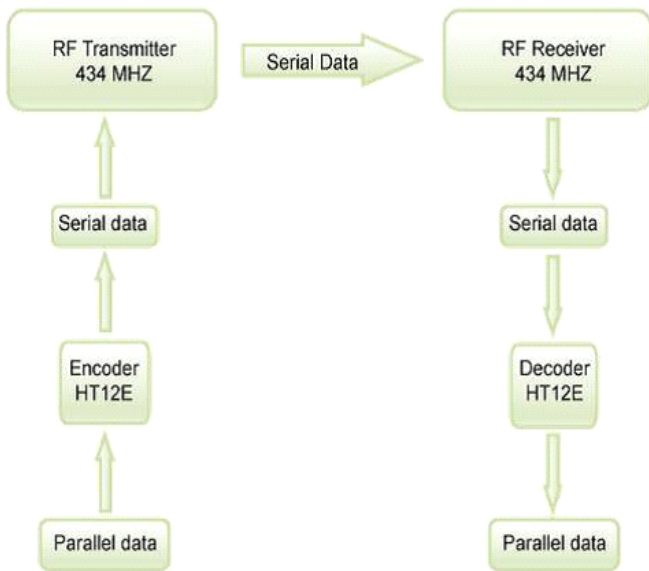 RF Transmitter
434 MHZ
Serial Data
RF Receiver
434 MHZ
Serial data
Serial data
Encoder
HT12E
Decoder
HT12E
Parallel data
Parallel data